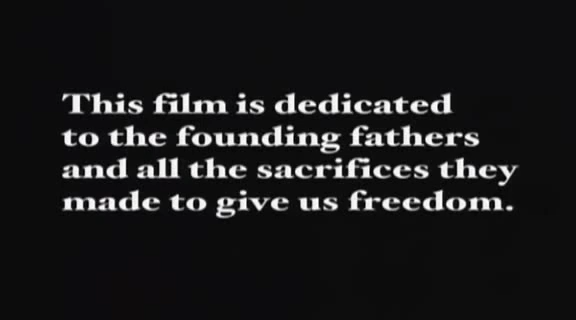 This film is dedicated
to the founding fathers
and all the sacrifices they
made to give us freedom.